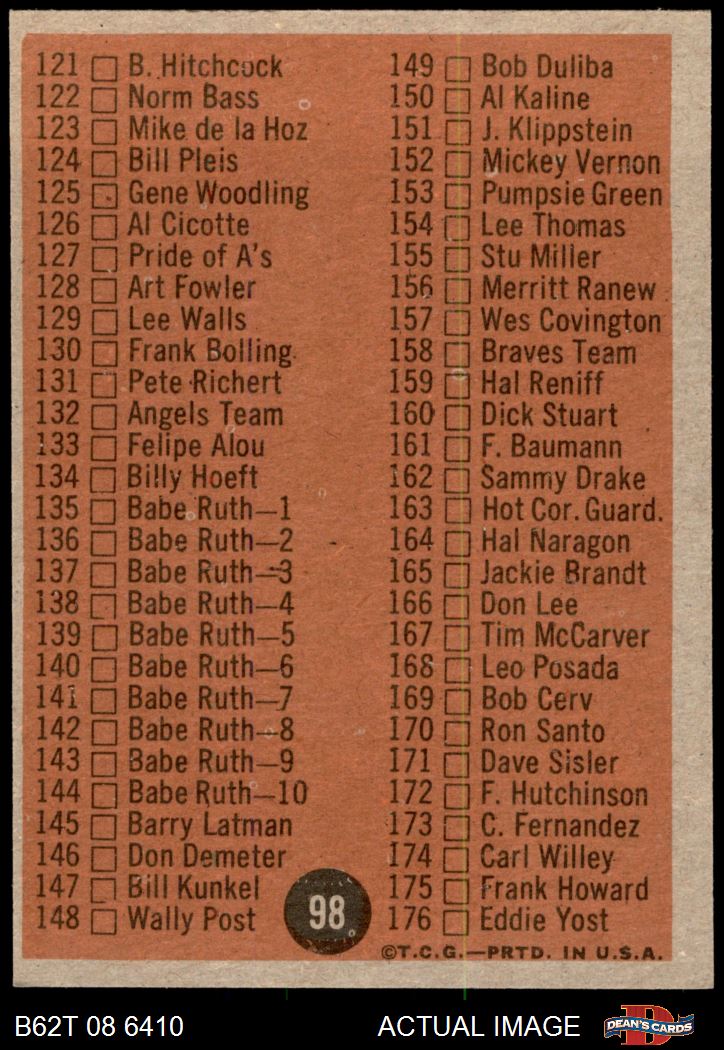 121 B. Hitchcock
122 Norm Bass
123 Mike de la Hoz
124 Bill Pleis
125 Gene Woodling
126 Al Cicotte
127 Pride of A's
128 Art Fowler
129 Lee Walls
130 Frank Bolling
131 Pete Richert
132 Angels Team
133 Felipe Alou
134 Billy Hoeft
135 Babe Ruth—1
136 Babe Ruth—2
137 Babe Ruth—3
138 Babe Ruth—4
139 Babe Ruth—5
140 Babe Ruth—6
141 Babe Ruth—7
142 Babe Ruth—8
143 Babe Ruth—9
144 Babe Ruth—10
145 Barry Latman
146 Don Demeter
147 Bill Kunkel
148 Wally Post
149 Bob Duliba
150 Al Kaline
151 J. Klippstein
152 Mickey Vernon
153 Pumpsie Green
154 Lee Thomas
155 Stu Miller
156 Merritt Ranew
157 Wes Covington
158 Braves Team
159 Hal Reniff
160 Dick Stuart
161 F. Baumann
162 Sammy Drake
163 Hot Cor. Guard.
164 Hal Naragon
165 Jackie Brandt
166 Don Lee
167 Tim McCarver
168 Leo Posada
169 Bob Cerv
170 Ron Santo
171 Dave Sisler
172 F. Hutchinson
173 C. Fernandez
174 Carl Willey
175 Frank Howard
176 Eddie Yost
98
©T.C.G.—PRTD. IN U.S.A.
B62T 08 6410
ACTUAL IMAGE
D
DEAN'S CARDS